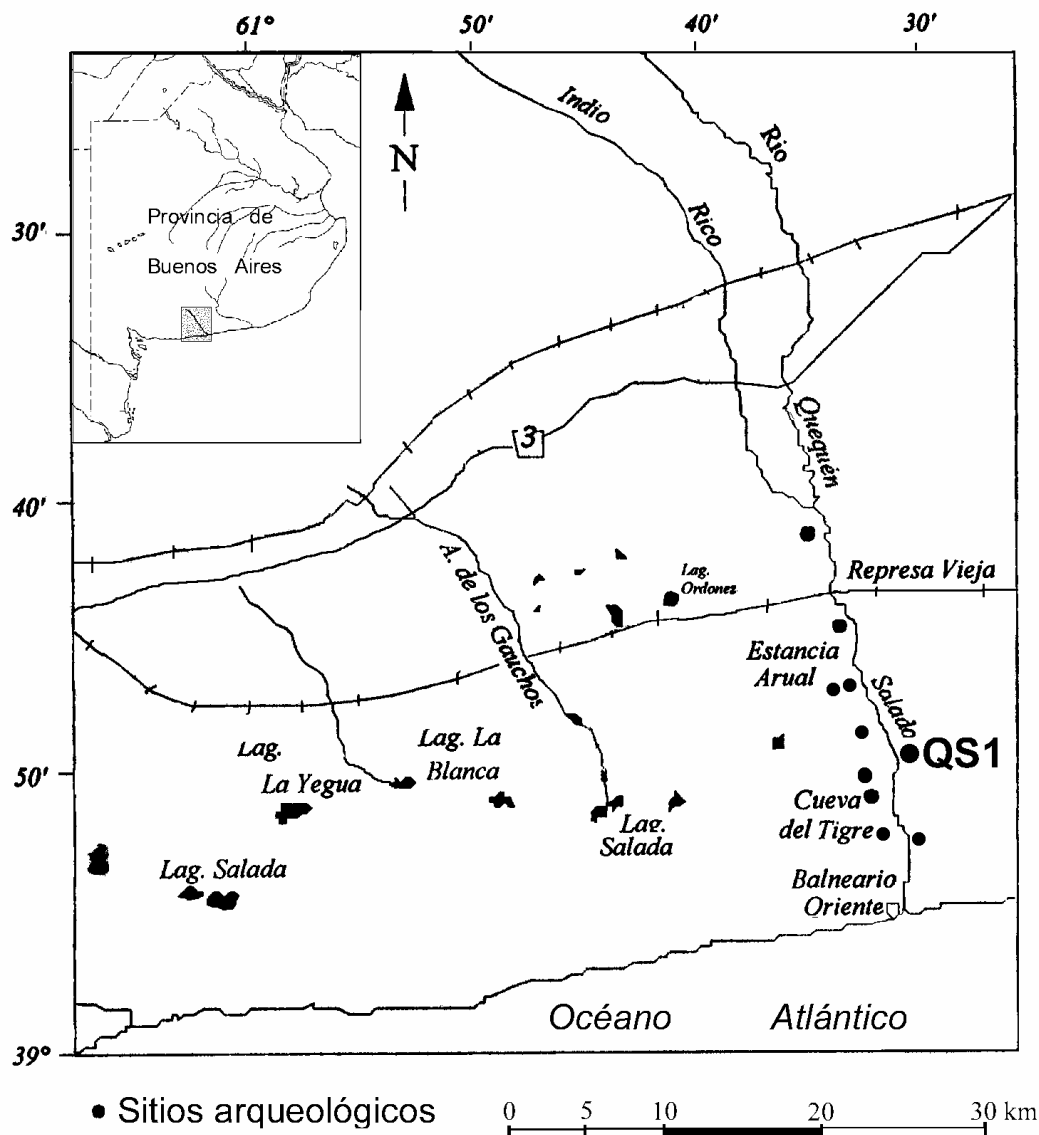 61° 50' 40' 30'
N
Indio
Rico
Rio
Quequén
Salado
Provincia de
Buenos Aires
30'
40'
50'
39°
3
A. de los Gauchos
Lag.
Ordonez
Represa Vieja
Estancia
Arual
QS1
Lag.
La Yegua
Lag. La
Blanca
Cueva
del Tigre
Lag.
Salada
Lag. Salada
Balneario
Oriente
Océano Atlántico
• Sitios arqueológicos
0 5 10 20 30 km